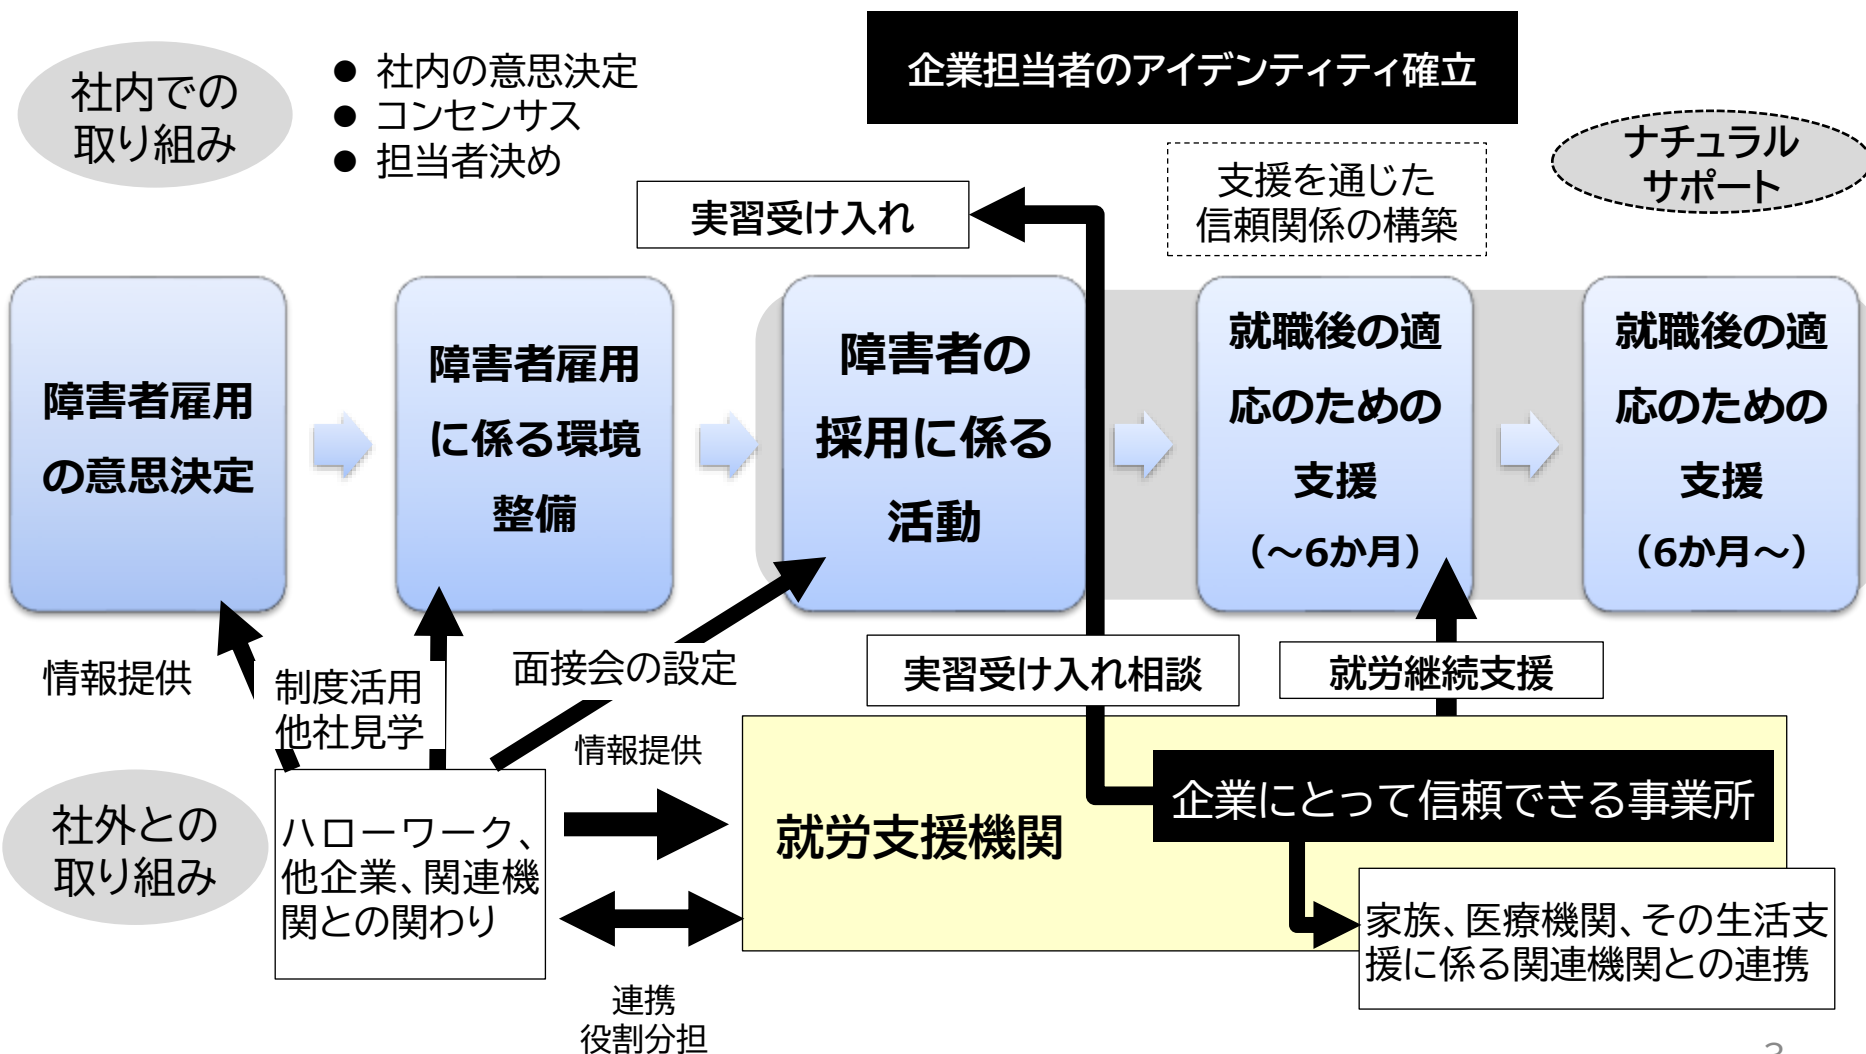 社内での
取り組み
● 社内の意思決定
● コンセンサス
● 担当者決め
企業担当者のアイデンティティ確立
ナチュラル
サポート
実習受け入れ
支援を通じた
信頼関係の構築
障害者雇用
の意思決定
障害者雇用
に係る環境
整備
障害者の
採用に係る
活動
就職後の適
応のための
支援
（～6か月）
就職後の適
応のための
支援
（6か月～）
情報提供
制度活用
他社見学
面接会の設定
実習受け入れ相談
就労継続支援
社外との
取り組み
ハローワーク、
他企業、関連機
関との関わり
情報提供
就労支援機関
企業にとって信頼できる事業所
家族、医療機関、その生活支
援に係る関連機関との連携
連携
役割分担